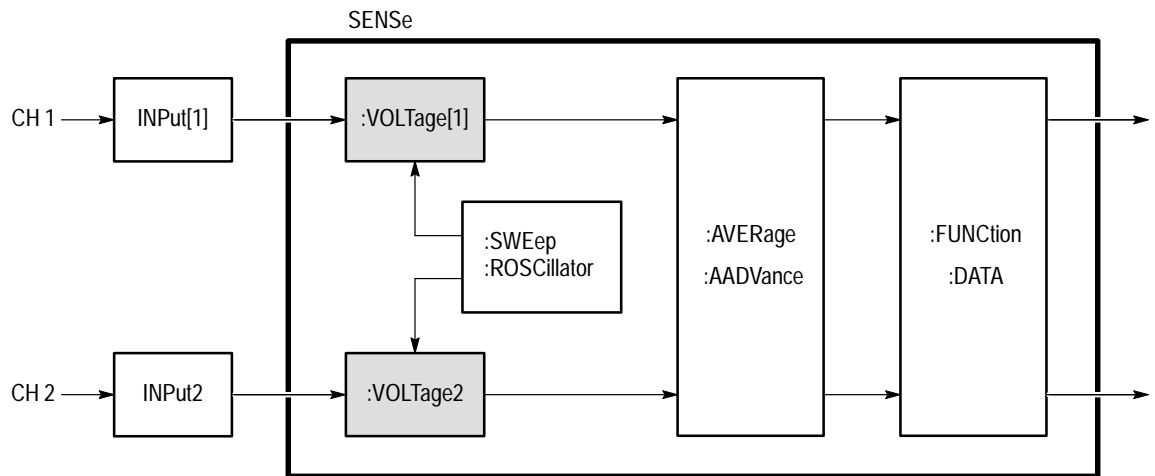 SENSe
CH 1
INPut[1]
:VOLTage[1]
:SWEep
:ROSCillator
:AVERage
:AADVance
:FUNCtion
:DATA
CH 2
INPut2
:VOLTage2